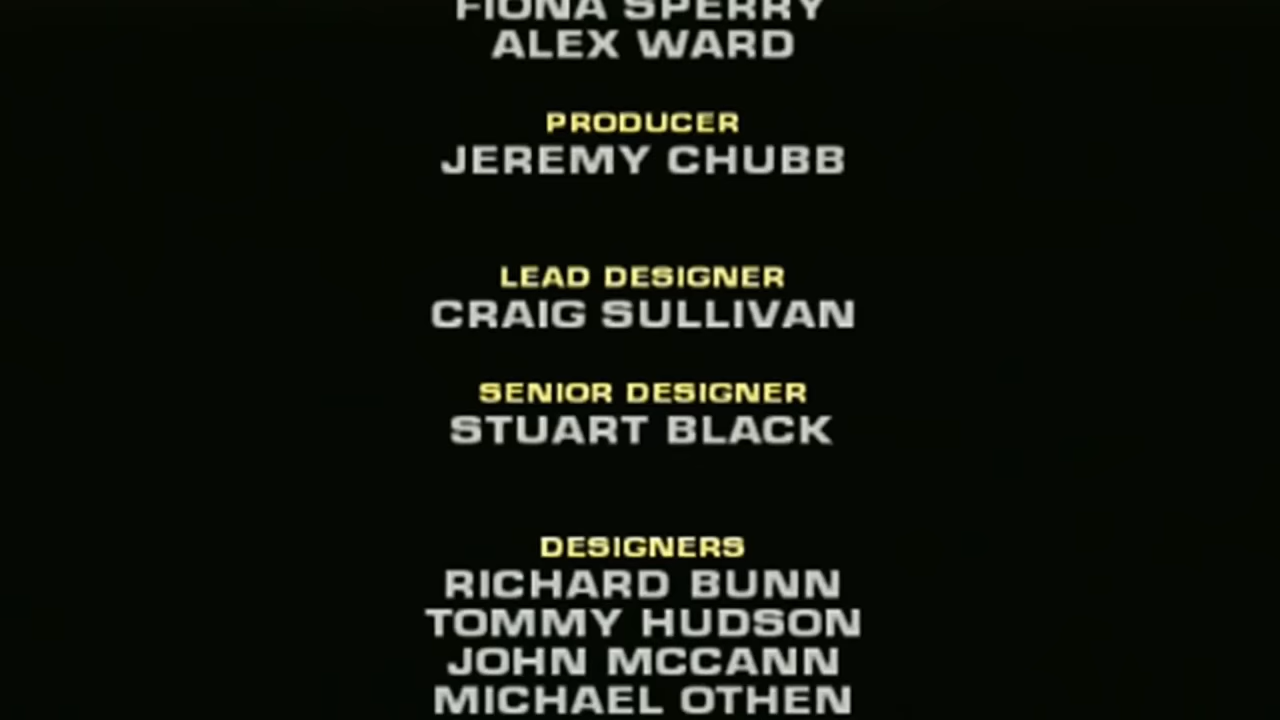 FIONA SPERRY
ALEX WARD
PRODUCER
JEREMY CHUBB
LEAD DESIGNER
CRAIG SULLIVAN
SENIOR DESIGNER
STUART BLACK
DESIGNERS
RICHARD BUNN
TOMMY HUDSON
JOHN MCCANN
MICHAEL OTHEN